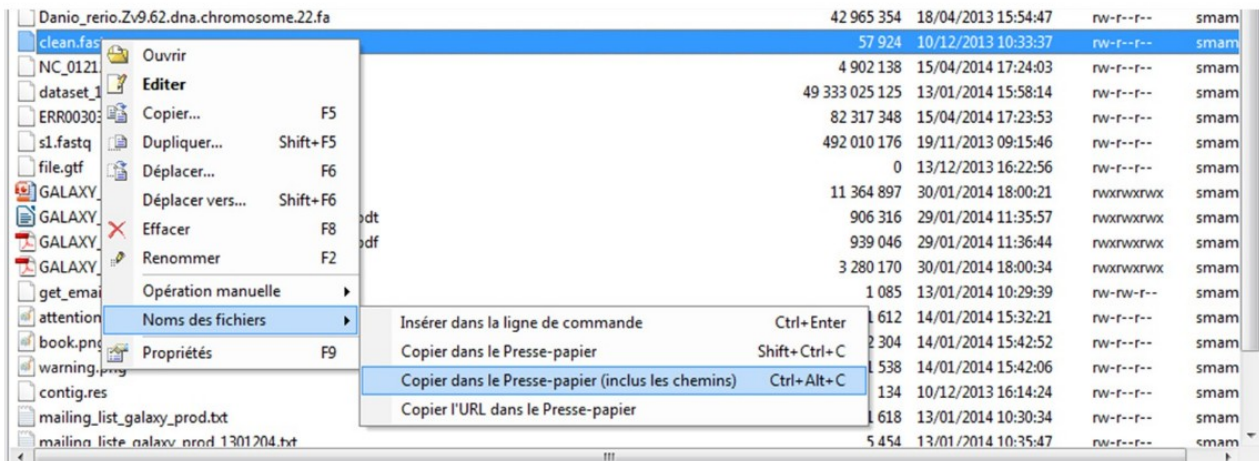 Danio_rerio.Zv9.62.dna.chromosome.22.fa 42 965 354 18/04/2013 15:54:47 rw-r--r-- smam
clean.fas 57 924 10/12/2013 10:33:37 rw-r--r-- smam
Ouvrir
NC_0121 4 902 138 15/04/2014 17:24:03 rw-r--r-- smam
Editer
dataset_1 49 333 025 125 13/01/2014 15:58:14 rw-r--r-- smam
ERR00303 Copier... F5 82 317 348 15/04/2014 17:23:53 rw-r--r-- smam
s1.fastq Dupliquer... Shift+F5 492 010 176 19/11/2013 09:15:46 rw-r--r-- smam
file.gtf Déplacer... F6 0 13/12/2013 16:22:56 rw-r--r-- smam
GALAXY_ Déplacer vers... Shift+F6 11 364 897 30/01/2014 18:00:21 rwxrwxrwx smam
GALAXY_ odt 906 316 29/01/2014 11:35:57 rwxrwxrwx smam
Effacer F8
GALAXY_ odf 939 046 29/01/2014 11:36:44 rwxrwxrwx smam
Renommer F2
GALAXY_ 3 280 170 30/01/2014 18:00:34 rwxrwxrwx smam
get_emai Opération manuelle 1 085 13/01/2014 10:29:39 rw-rw-r-- smam
attention Noms des fichiers Insérer dans la ligne de commande Ctrl+Enter 612 14/01/2014 15:32:21 rw-r--r-- smam
book.png Propriétés F9 Copier dans le Presse-papier Shift+Ctrl+C 304 14/01/2014 15:42:52 rw-r--r-- smam
warning.png Copier dans le Presse-papier (inclus les chemins) Ctrl+Alt+C 538 14/01/2014 15:42:06 rw-r--r-- smam
contig.res 134 10/12/2013 16:14:24 rw-r--r-- smam
Copier l'URL dans le Presse-papier
mailing_list_galaxy_prod.txt 618 13/01/2014 10:30:34 rw-r--r-- smam
mailing_liste_galaxy_prod_1301204.txt 5 454 13/01/2014 10:35:47 rw-r--r-- smam